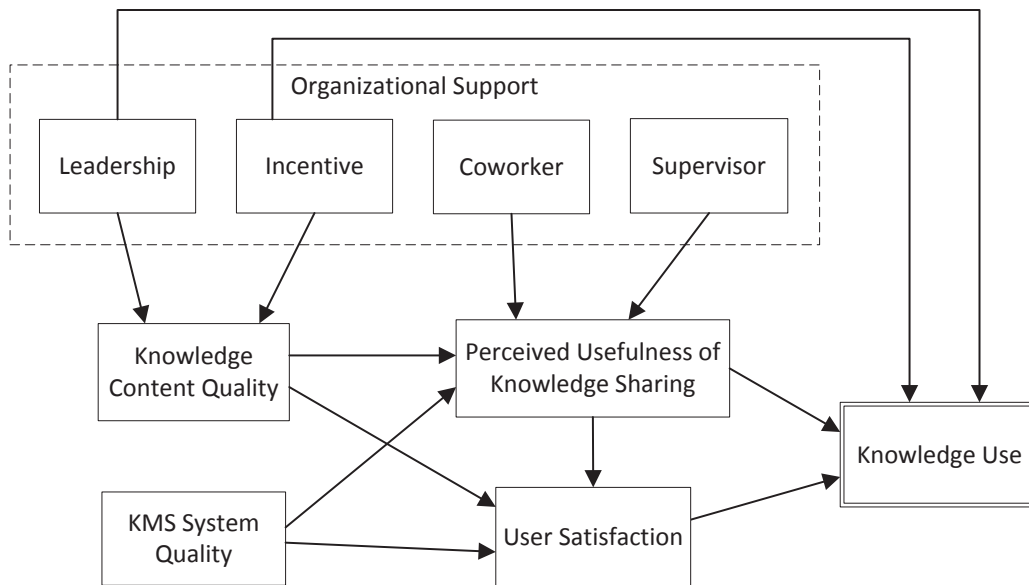 Organizational Support
Leadership
Incentive
Coworker
Supervisor
Knowledge
Content Quality
Perceived Usefulness of
Knowledge Sharing
Knowledge Use
KMS System
Quality
User Satisfaction